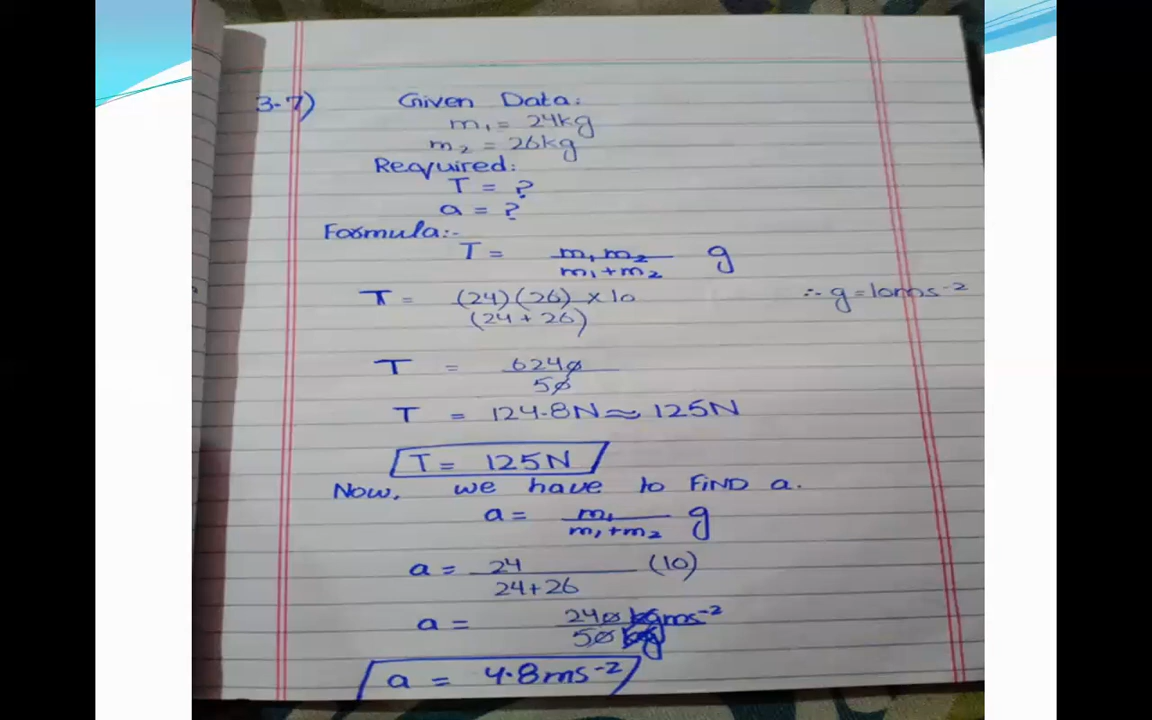 3.7) Given Data:
m₁ = 24kg
m₂ = 26kg
Required:
T = ?
a = ?
Formula:-
T = m₁ m₂ / m₁+m₂ g
T = (24)(26) × 10 / (24 + 26) ∴ g = 10ms⁻²
T = 6240 / 50
T = 124.8N ≈ 125N
T = 125N
Now, we have to FIND a.
a = m₁ / m₁+m₂ g
a = 24 / 24+26 (10)
a = 240 kgms⁻² / 50 kg
a = 4.8ms⁻²